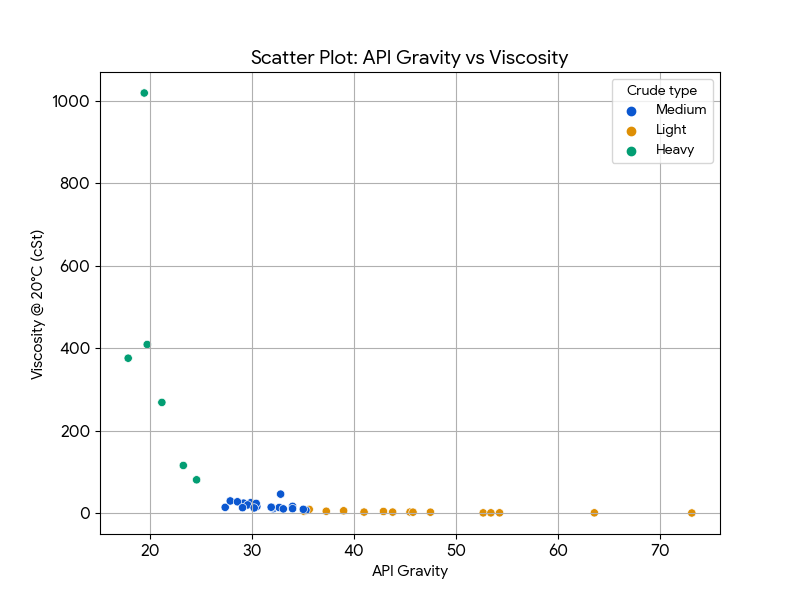 Scatter Plot: API Gravity vs Viscosity
Crude type
Medium
Light
Heavy
1000
800
600
400
200
0
Viscosity @ 20°C (cSt)
20 30 40 50 60 70
API Gravity